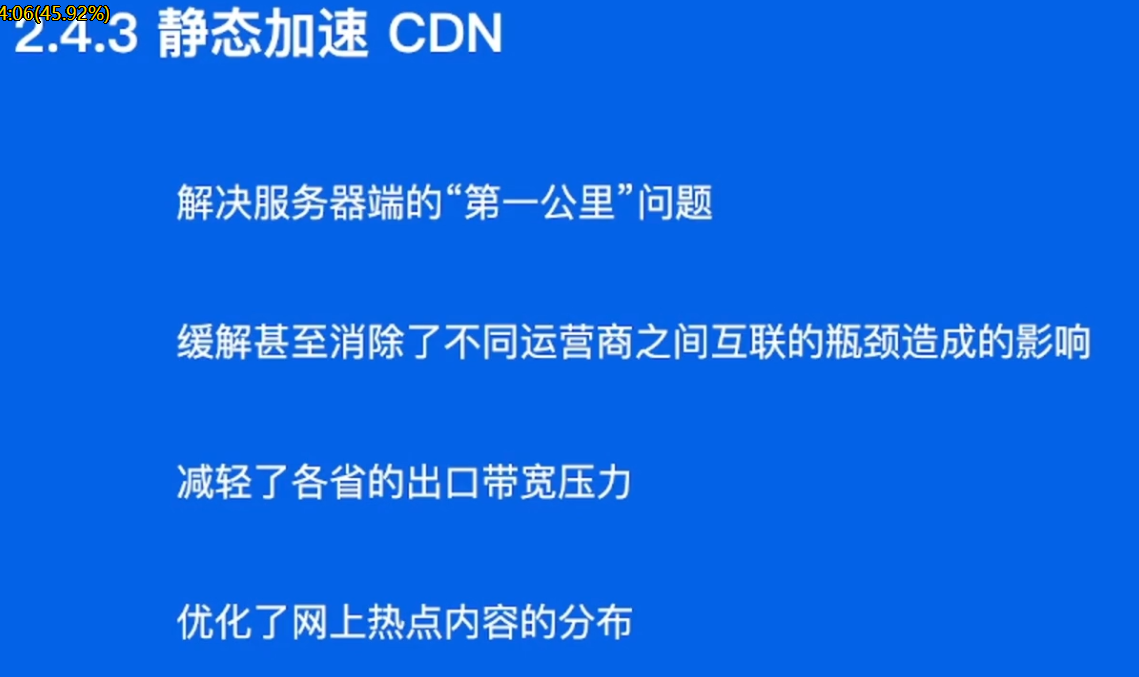 4:06(45.92%)
2.4.3 静态加速 CDN
解决服务器端的“第一公里”问题
缓解甚至消除了不同运营商之间互联的瓶颈造成的影响
减轻了各省的出口带宽压力
优化了网上热点内容的分布